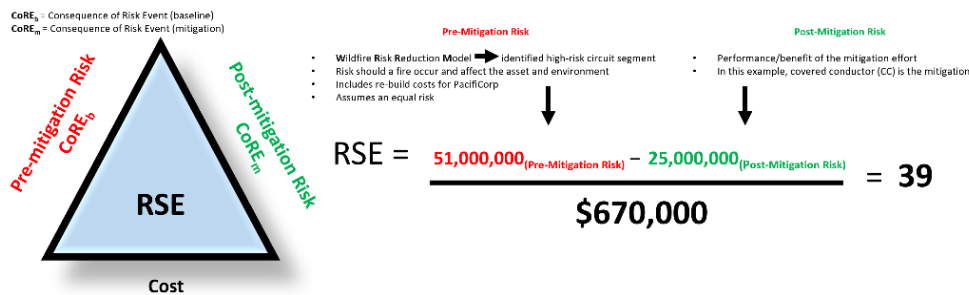 CoREb = Consequence of Risk Event (baseline)
CoREm = Consequence of Risk Event (mitigation)
Pre-mitigation Risk
CoREb
Post-mitigation Risk
CoREm
RSE
Cost
Pre-Mitigation Risk
• Wildfire Risk Reduction Model Identified high-risk circuit segment
• Risk should a fire occur and affect the asset and environment
• Includes re-build costs for PacifiCorp
• Assumes an equal risk
Post-Mitigation Risk
• Performance/benefit of the mitigation effort
• In this example, covered conductor (CC) is the mitigation
RSE = 51,000,000(Pre-Mitigation Risk) – 25,000,000(Post-Mitigation Risk) = 39
$670,000